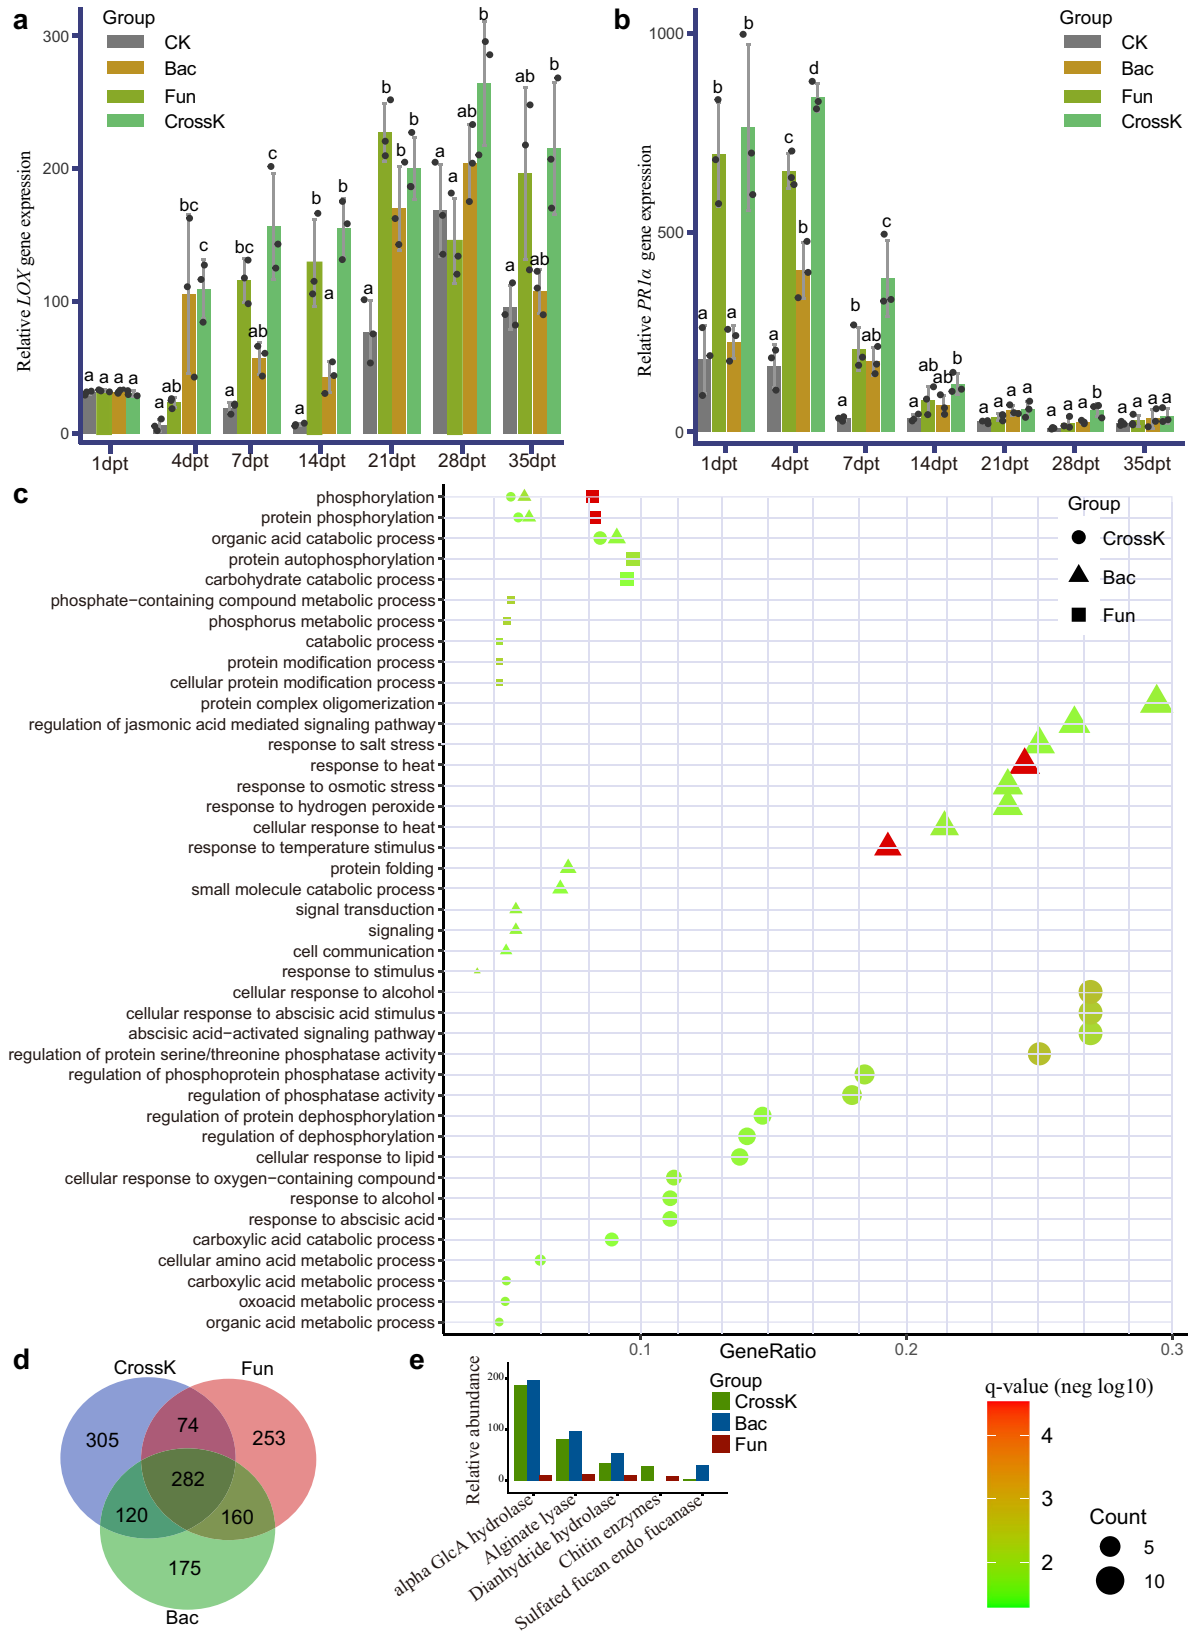 a
Group
CK
Bac
Fun
CrossK
Relative LOX gene expression
300
200
100
0
a a a a
a ab bc c
a bc ab c
a b a b
a b b b
a a ab b
a ab ab b
1dpt 4dpt 7dpt 14dpt 21dpt 28dpt 35dpt
b
Group
CK
Bac
Fun
CrossK
Relative PR1α gene expression
1000
500
0
a b a b
a c b d
a b ab c
a ab ab b
a a a a
a a a b
a a a a
1dpt 4dpt 7dpt 14dpt 21dpt 28dpt 35dpt
c
phosphorylation
protein phosphorylation
organic acid catabolic process
protein autophosphorylation
carbohydrate catabolic process
phosphate−containing compound metabolic process
phosphorus metabolic process
catabolic process
protein modification process
cellular protein modification process
protein complex oligomerization
regulation of jasmonic acid mediated signaling pathway
response to salt stress
response to heat
response to osmotic stress
response to hydrogen peroxide
cellular response to heat
response to temperature stimulus
protein folding
small molecule catabolic process
signal transduction
signaling
cell communication
response to stimulus
cellular response to alcohol
cellular response to abscisic acid stimulus
abscisic acid−activated signaling pathway
regulation of protein serine/threonine phosphatase activity
regulation of phosphoprotein phosphatase activity
regulation of phosphatase activity
regulation of protein dephosphorylation
regulation of dephosphorylation
cellular response to lipid
cellular response to oxygen−containing compound
response to alcohol
response to abscisic acid
carboxylic acid catabolic process
cellular amino acid metabolic process
carboxylic acid metabolic process
oxoacid metabolic process
organic acid metabolic process
Group
CrossK
Bac
Fun
0.1 0.2 0.3
GeneRatio
d
CrossK
Fun
305
74
253
282
120
160
175
Bac
e
Relative abundance
200
100
0
Group
CrossK
Bac
Fun
alpha GlcA hydrolase
Alginate lyase
Dianhydride hydrolase
Chitin enzymes
Sulfated fucan endo fucanase
q-value (neg log10)
4
3
2
Count
5
10